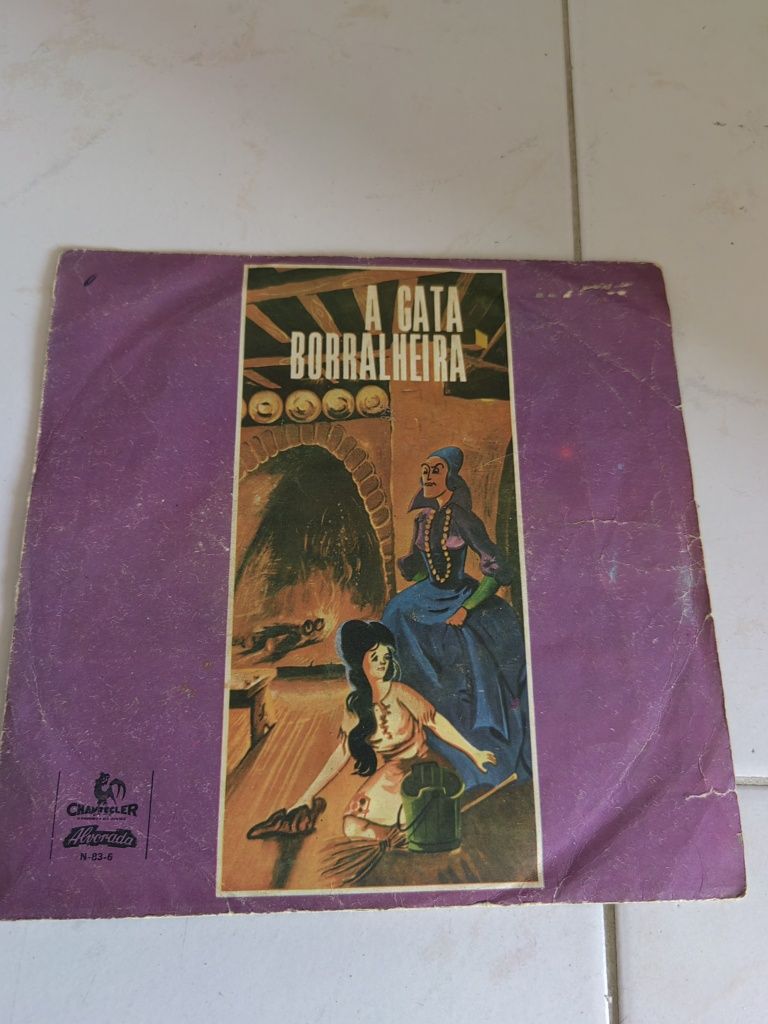 A GATA
BORRALHEIRA
CHANTECLER
Alvorada
N-83-6